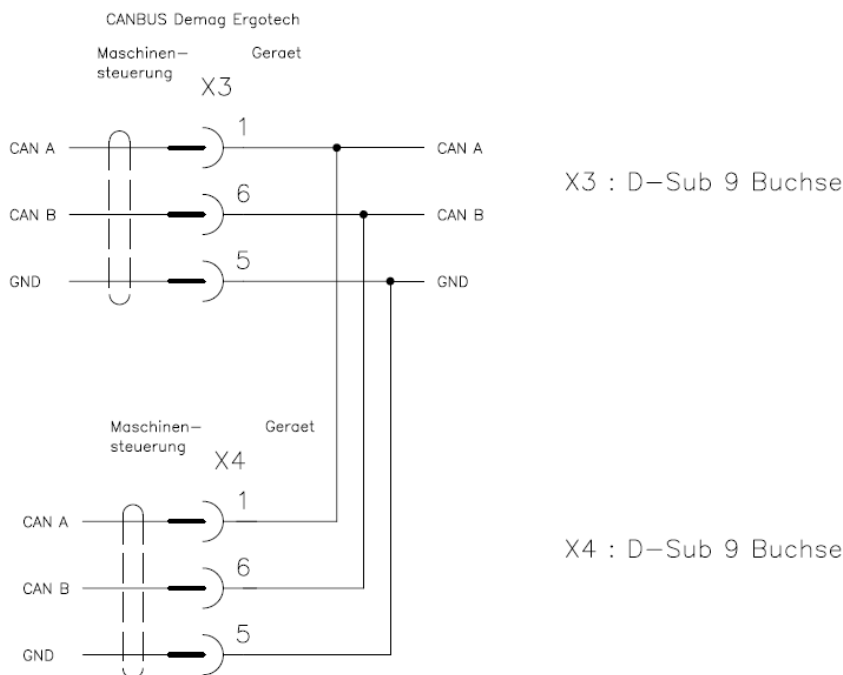 CANBUS Demag Ergotech
Maschinen-
steuerung
Geraet
X3
1
CAN A
CAN A
6
CAN B
CAN B
5
GND
GND
X3 : D-Sub 9 Buchse
Maschinen-
steuerung
Geraet
X4
1
CAN A
6
CAN B
5
GND
X4 : D-Sub 9 Buchse